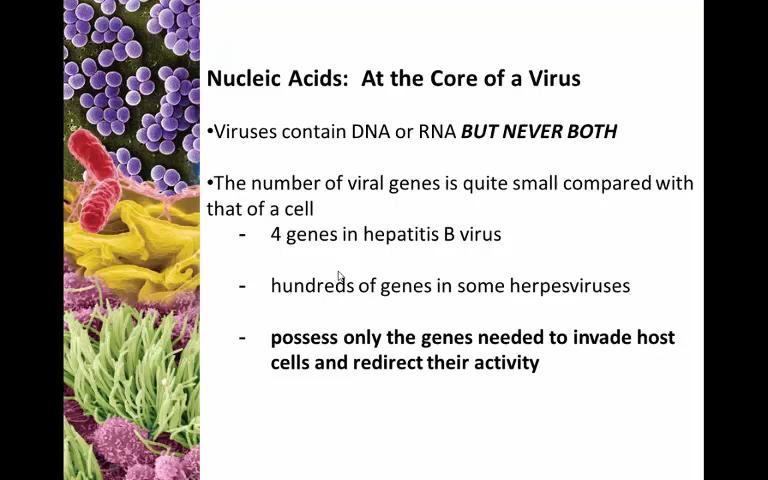 Nucleic Acids: At the Core of a Virus
•Viruses contain DNA or RNA BUT NEVER BOTH
•The number of viral genes is quite small compared with
that of a cell
- 4 genes in hepatitis B virus
- hundreds of genes in some herpesviruses
- possess only the genes needed to invade host
cells and redirect their activity